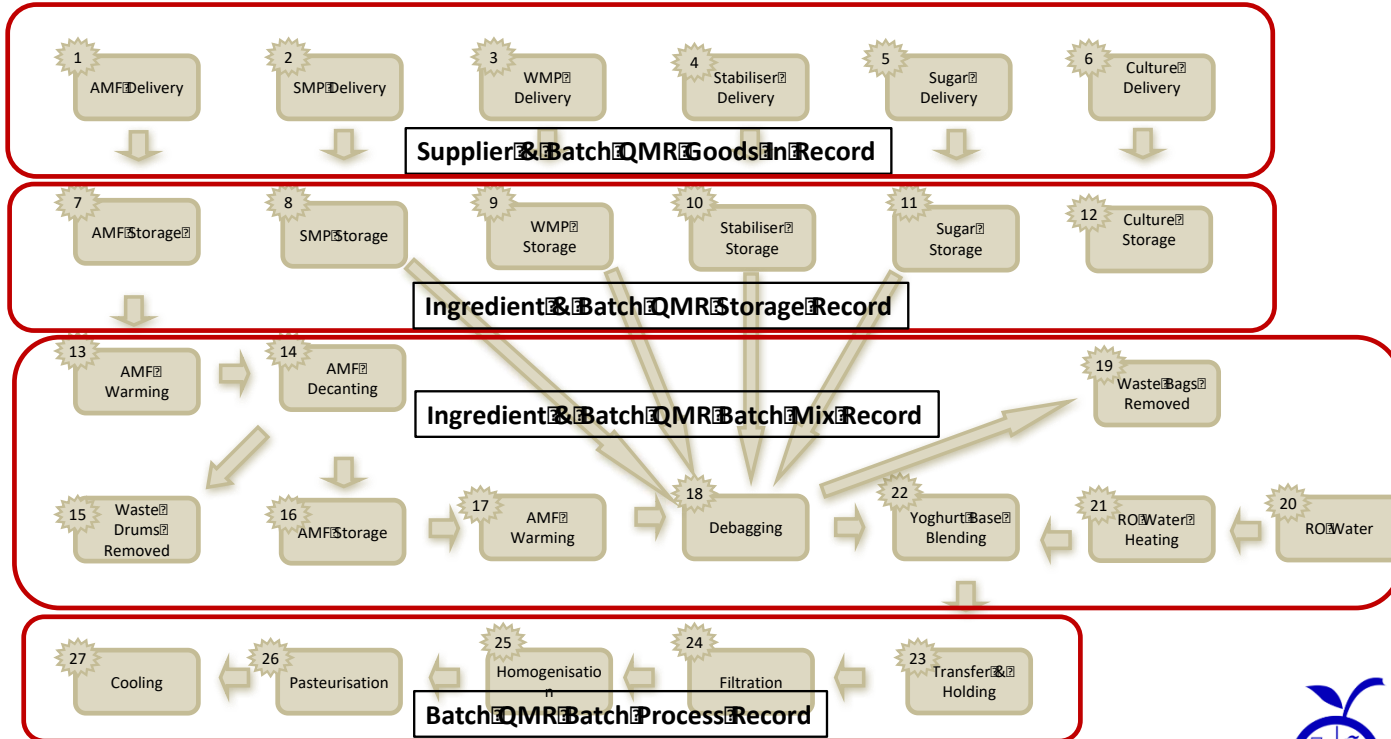 1
AMF Delivery
2
SMP Delivery
3
WMP
Delivery
4
Stabiliser
Delivery
5
Sugar
Delivery
6
Culture
Delivery
Supplier & Batch QMR Goods In Record
7
AMF Storage
8
SMP Storage
9
WMP
Storage
10
Stabiliser
Storage
11
Sugar
Storage
12
Culture
Storage
Ingredient & Batch QMR Storage Record
13
AMF
Warming
14
AMF
Decanting
19
Waste Bags
Removed
Ingredient & Batch QMR Batch Mix Record
15
Waste
Drums
Removed
16
AMF Storage
17
AMF
Warming
18
Debagging
22
Yoghurt Base
Blending
21
RO Water
Heating
20
RO Water
27
Cooling
26
Pasteurisation
25
Homogenisatio
n
24
Filtration
23
Transfer &
Holding
Batch QMR Batch Process Record